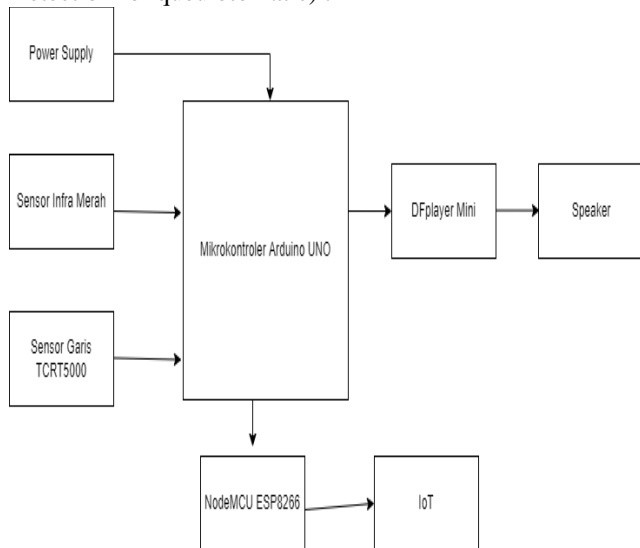 Power Supply
Sensor Infra Merah
Mikrokontroler Arduino UNO
DFplayer Mini
Speaker
Sensor Garis
TCRT5000
NodeMCU ESP8266
IoT